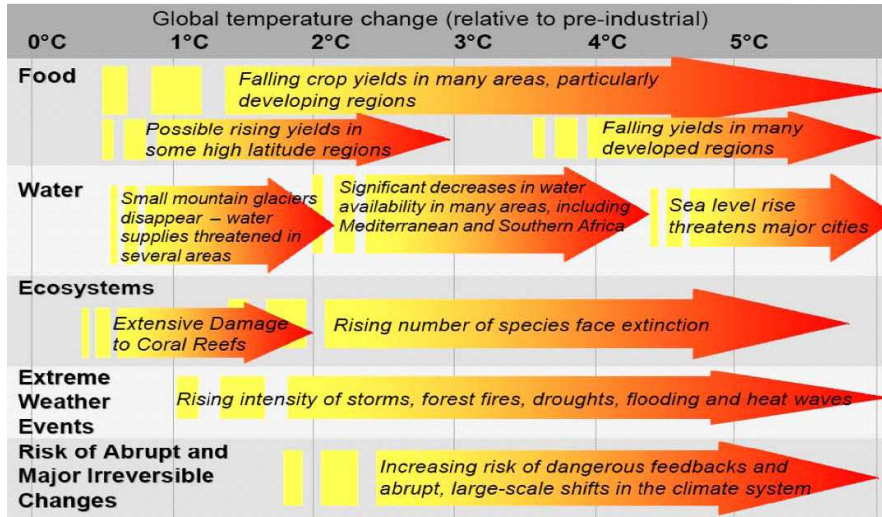 Global temperature change (relative to pre-industrial)
0°C 1°C 2°C 3°C 4°C 5°C
Food
Falling crop yields in many areas, particularly
developing regions
Possible rising yields in
some high latitude regions
Falling yields in many
developed regions
Water
Small mountain glaciers
disappear – water
supplies threatened in
several areas
Significant decreases in water
availability in many areas, including
Mediterranean and Southern Africa
Sea level rise
threatens major cities
Ecosystems
Extensive Damage
to Coral Reefs
Rising number of species face extinction
Extreme
Weather
Events
Rising intensity of storms, forest fires, droughts, flooding and heat waves
Risk of Abrupt and
Major Irreversible
Changes
Increasing risk of dangerous feedbacks and
abrupt, large-scale shifts in the climate system